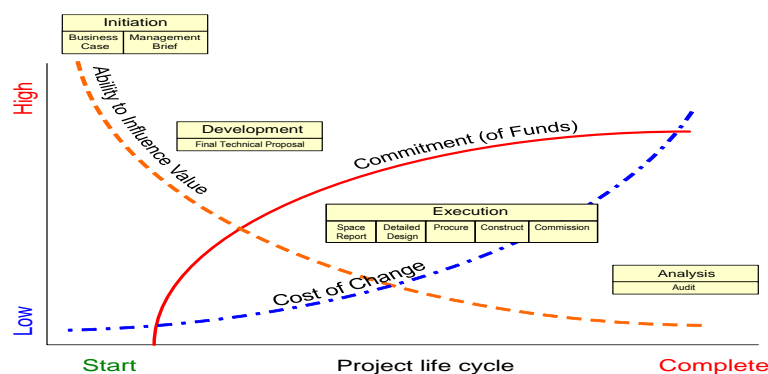 Initiation
Business Case
Management Brief
High
Ability to Influence Value
Development
Final Technical Proposal
Commitment (of Funds)
Execution
Space Report
Detailed Design
Procure
Construct
Commission
Cost of Change
Analysis
Audit
Low
Start
Project life cycle
Complete